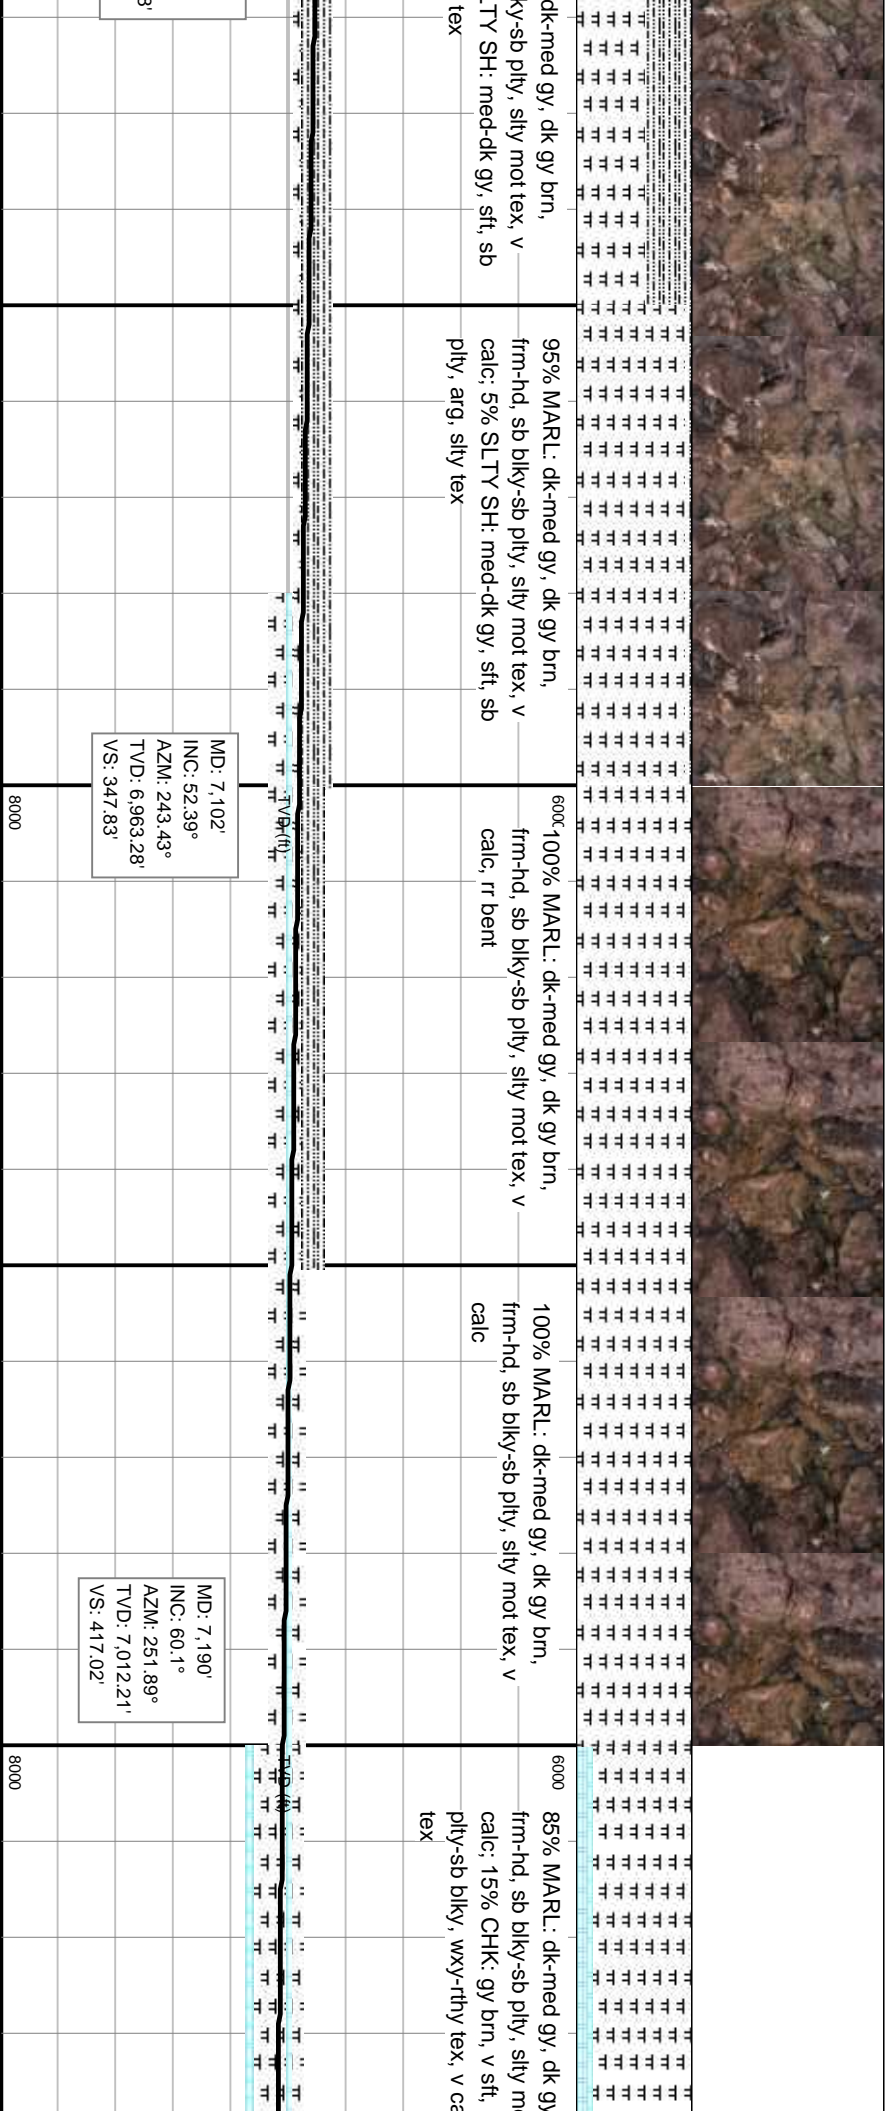 dk-med gy, dk gy brn,
ky-sb plty, slty mot tex, v
LTY SH: med-dk gy, sft, sb
tex
95% MARL: dk-med gy, dk gy brn,
frm-hd, sb blky-sb plty, slty mot tex, v
calc; 5% SLTY SH: med-dk gy, sft, sb
plty, arg, slty tex
MD: 7,102'
INC: 52.39°
AZM: 243.43°
TVD: 6,963.28'
VS: 347.83'
6000
TVD (ft)
8000
100% MARL: dk-med gy, dk gy brn,
frm-hd, sb blky-sb plty, slty mot tex, v
calc, rr bent
100% MARL: dk-med gy, dk gy brn,
frm-hd, sb blky-sb plty, slty mot tex, v
calc
MD: 7,190'
INC: 60.1°
AZM: 251.89°
TVD: 7,012.21'
VS: 417.02'
6000
TVD (ft)
8000
85% MARL: dk-med gy, dk gy
frm-hd, sb blky-sb plty, slty m
calc; 15% CHK: gy brn, v sft,
plty-sb blky, wxy-rthy tex, v ca
tex